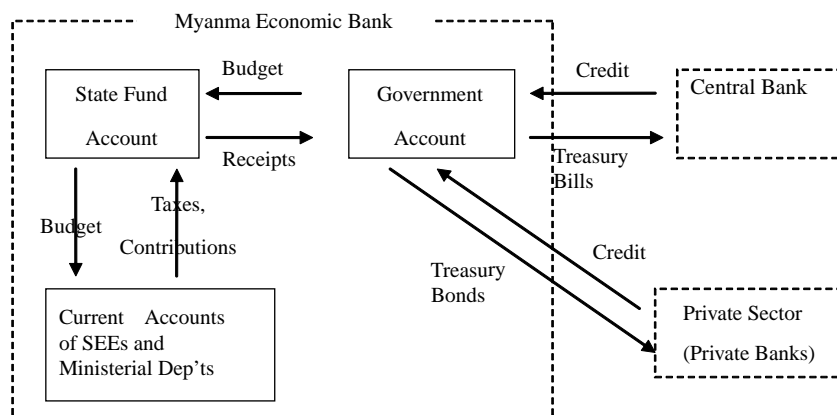 Myanma Economic Bank
State Fund
Account
Budget
Receipts
Government
Account
Credit
Treasury
Bills
Central Bank
Budget
Taxes,
Contributions
Treasury
Bonds
Credit
Current Accounts
of SEEs and
Ministerial Dep'ts
Private Sector
(Private Banks)